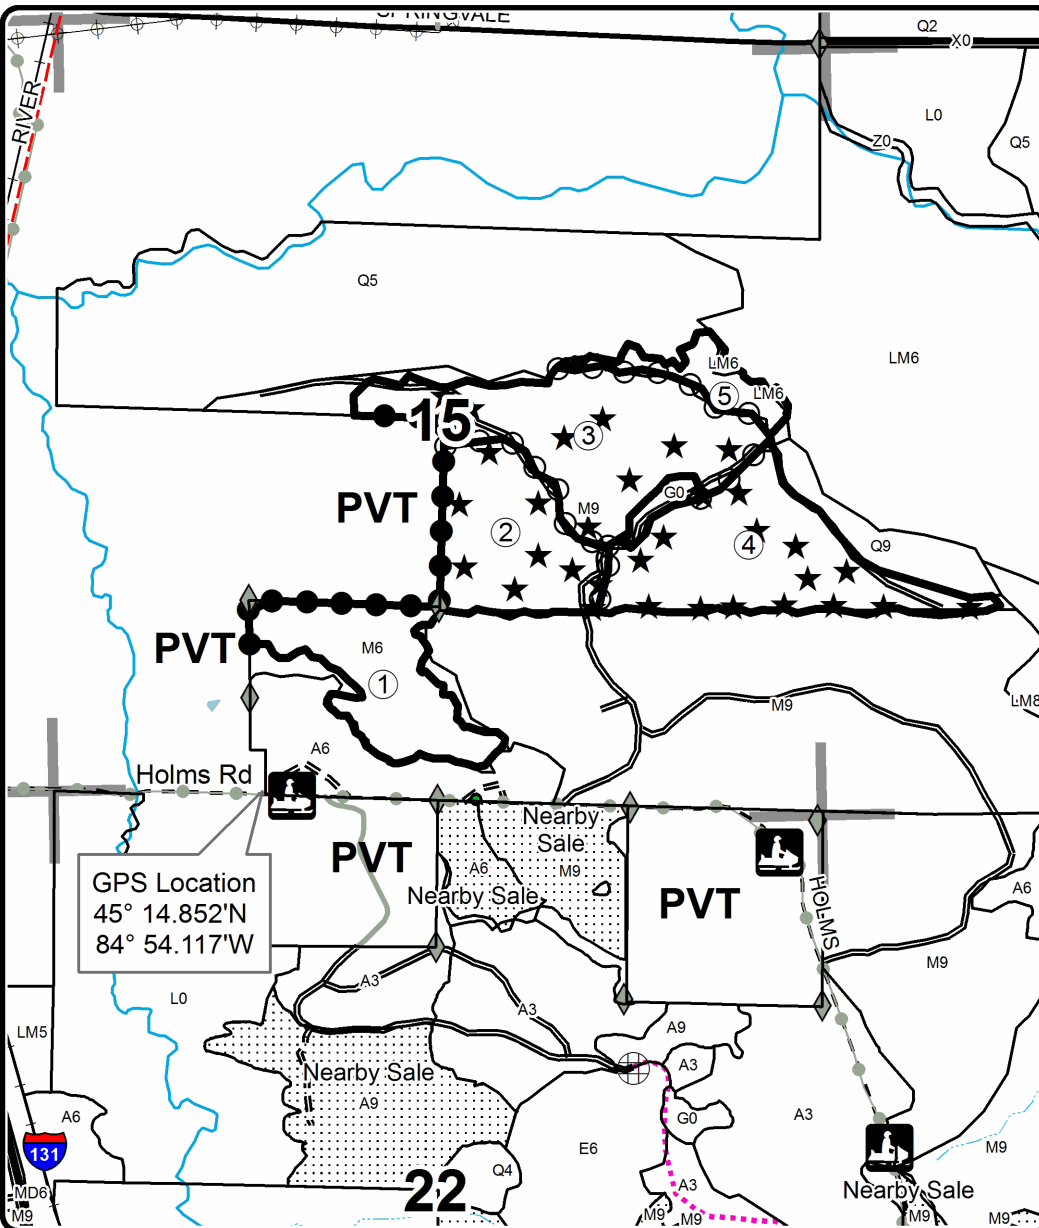 SPRINGVALE
Q2
X0
RIVER
L0
Z0
Q5
Q5
LM6
LM6
LM6
5
15
3
PVT
G0
M9
2
4
Q9
PVT
M6
1
LM8
M9
A6
Holms Rd
Nearby
Sale
PVT
A6
M9
GPS Location
45° 14.852'N
84° 54.117'W
Nearby Sale
PVT
HOLMS
A6
M9
A3
L0
A3
A9
LM5
A3
Nearby Sale
A9
A6
G0
A3
131
E6
M9
Q4
A3
MD6
22
Nearby Sale
M9
M9
M9
M9
M9